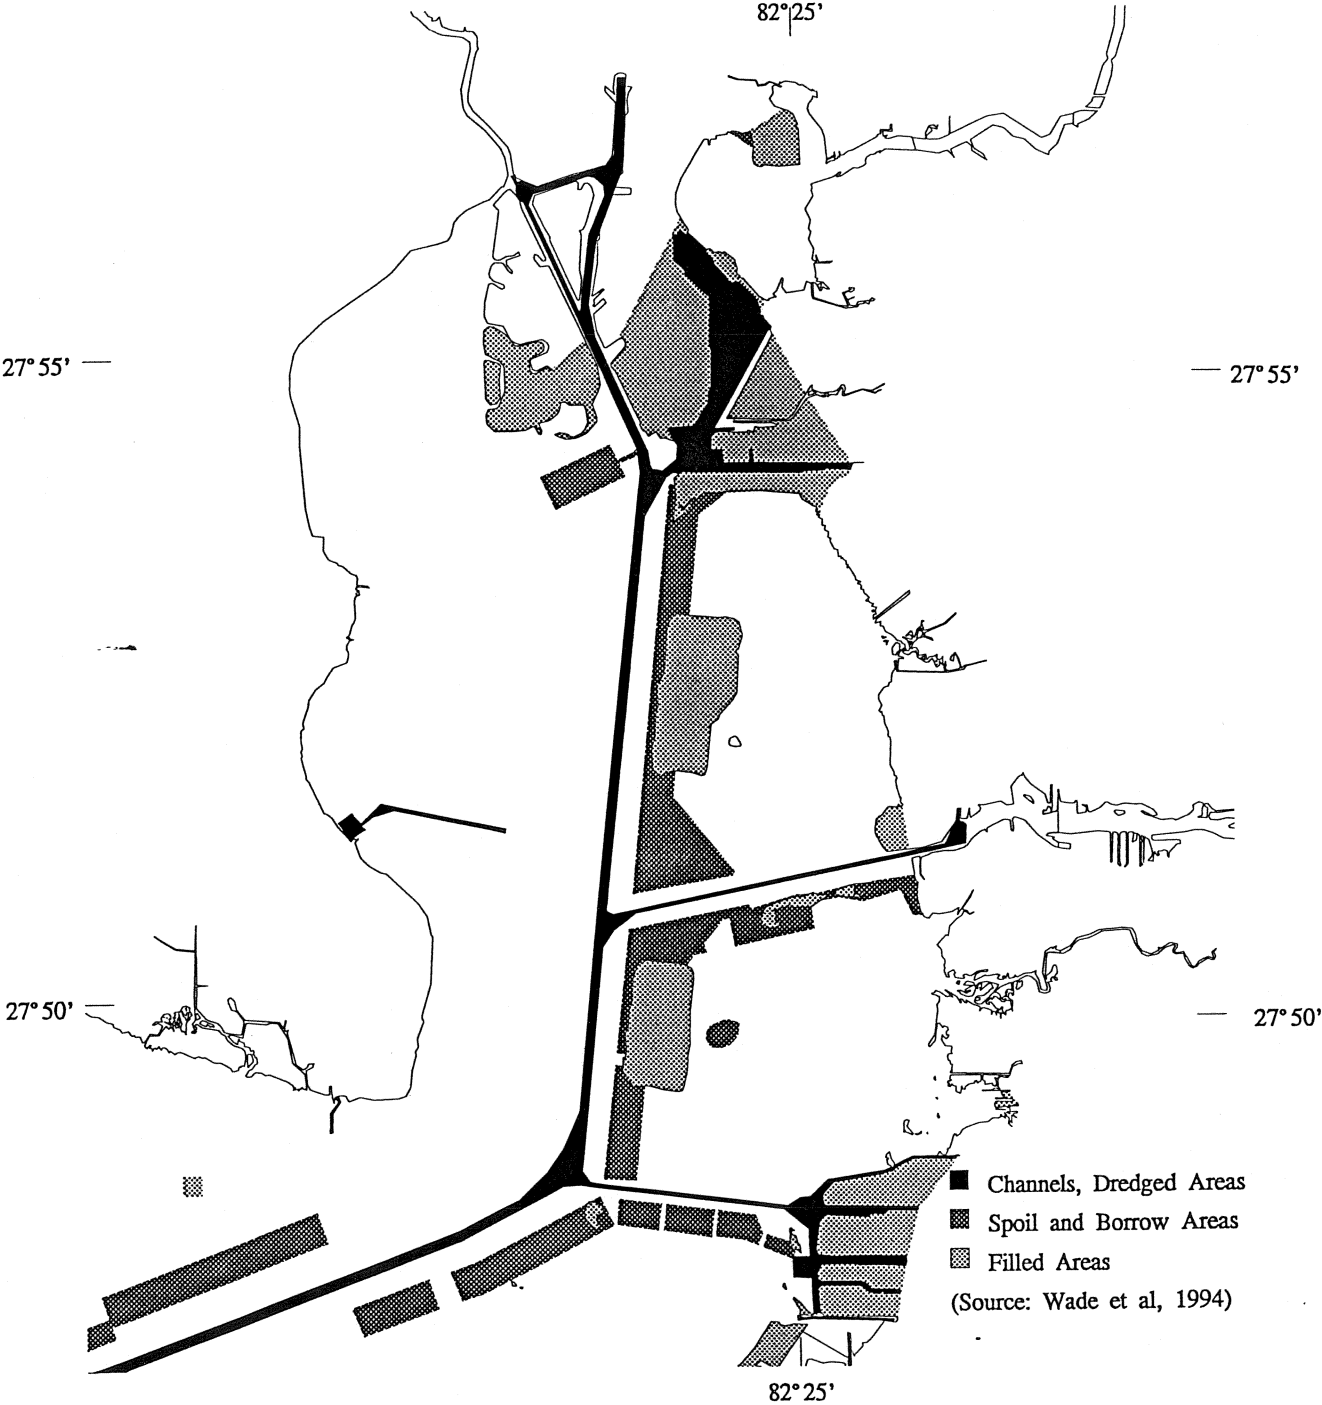 82°25'
27°55'
27°55'
27°50'
27°50'
Channels, Dredged Areas
Spoil and Borrow Areas
Filled Areas
(Source: Wade et al, 1994)
82°25'